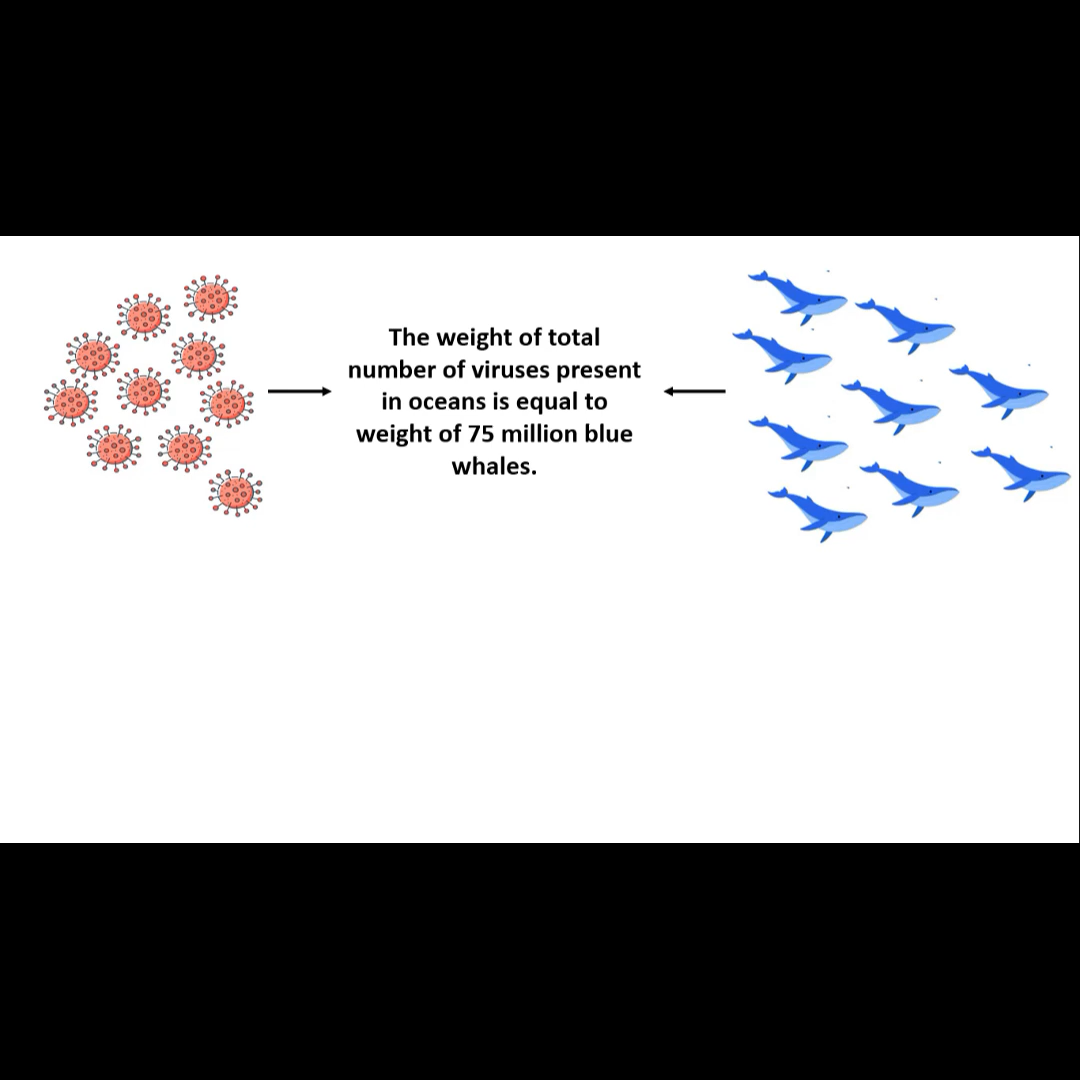 The weight of total
number of viruses present
in oceans is equal to
weight of 75 million blue
whales.